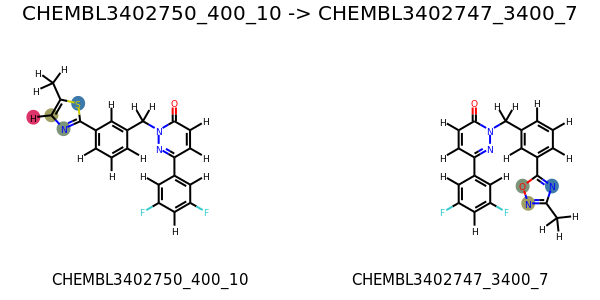 CHEMBL3402750_400_10 -> CHEMBL3402747_3400_7
H H H H S H H H O H H N N N H H H H H H F F H
O H H H H H N N H H H H H O N N F F H H H H
CHEMBL3402750_400_10 CHEMBL3402747_3400_7